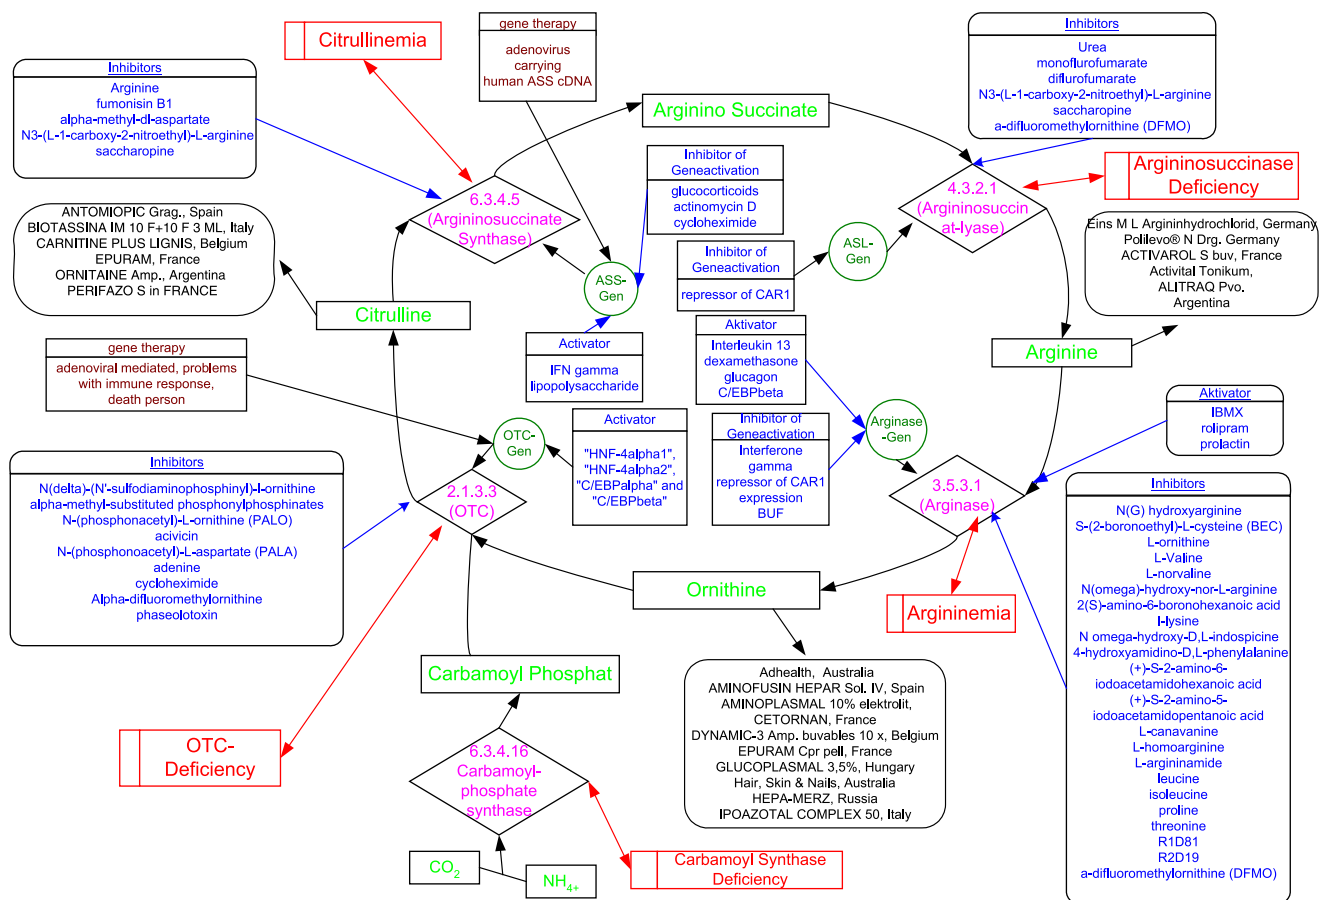 Citrullinemia
gene therapy
adenovirus
carrying
human ASS cDNA
Inhibitors
Arginine
fumonisin B1
alpha-methyl-dl-aspartate
N3-(L-1-carboxy-2-nitroethyl)-L-arginine
saccharopine
Arginino Succinate
Inhibitors
Urea
monoflurofumarate
diflurofumarate
N3-(L-1-carboxy-2-nitroethyl)-L-arginine
saccharopine
a-difluoromethylornithine (DFMO)
6.3.4.5
(Argininosuccinate
Synthase)
Inhibitor of
Geneactivation
glucocorticoids
actinomycin D
cycloheximide
4.3.2.1
(Argininosuccin
at-lyase)
Argininosuccinase
Deficiency
ANTOMIOPIC Grag., Spain
BIOTASSINA IM 10 F+10 F 3 ML, Italy
CARNITINE PLUS LIGNIS, Belgium
EPURAM, France
ORNITAINE Amp., Argentina
PERIFAZO S in FRANCE
ASS-
Gen
Inhibitor of
Geneactivation
repressor of CAR1
ASL-
Gen
Eins M L Argininhydrochlorid, Germany
Polilevo® N Drg. Germany
ACTIVAROL S buv, France
Activital Tonikum,
ALITRAQ Pvo.
Argentina
Citrulline
Activator
IFN gamma
lipopolysaccharide
Aktivator
Interleukin 13
dexamethasone
glucagon
C/EBPbeta
Arginine
gene therapy
adenoviral mediated, problems
with immune response,
death person
OTC-
Gen
Activator
"HNF-4alpha1",
"HNF-4alpha2",
"C/EBPalpha" and
"C/EBPbeta"
Inhibitor of
Geneactivation
Interferone
gamma
repressor of CAR1
expression
BUF
Arginase
-Gen
Aktivator
IBMX
rolipram
prolactin
Inhibitors
N(delta)-(N'-sulfodiaminophosphinyl)-l-ornithine
alpha-methyl-substituted phosphonylphosphinates
N-(phosphonacetyl)-L-ornithine (PALO)
acivicin
N-(phosphonoacetyl)-L-aspartate (PALA)
adenine
cycloheximide
Alpha-difluoromethylornithine
phaseolotoxin
2.1.3.3
(OTC)
3.5.3.1
(Arginase)
Inhibitors
N(G) hydroxyarginine
S-(2-boronoethyl)-L-cysteine (BEC)
L-ornithine
L-Valine
L-norvaline
N(omega)-hydroxy-nor-L-arginine
2(S)-amino-6-boronohexanoic acid
l-lysine
N omega-hydroxy-D,L-indospicine
4-hydroxyamidino-D,L-phenylalanine
(+)-S-2-amino-6-
iodoacetamidohexanoic acid
(+)-S-2-amino-5-
iodoacetamidopentanoic acid
L-canavanine
L-homoarginine
L-argininamide
leucine
isoleucine
proline
threonine
R1D81
R2D19
a-difluoromethylornithine (DFMO)
Ornithine
Argininemia
Carbamoyl Phosphat
Adhealth, Australia
AMINOFUSIN HEPAR Sol. IV, Spain
AMINOPLASMAL 10% elektrolit,
CETORNAN, France
DYNAMIC-3 Amp. buvables 10 x, Belgium
EPURAM Cpr pell, France
GLUCOPLASMAL 3,5%, Hungary
Hair, Skin & Nails, Australia
HEPA-MERZ, Russia
IPOAZOTAL COMPLEX 50, Italy
OTC-
Deficiency
6.3.4.16
Carbamoyl-
phosphate
synthase
CO2
NH4+
Carbamoyl Synthase
Deficiency